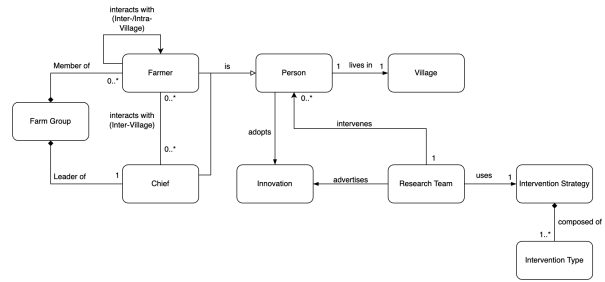 interacts with
(Inter-/Intra-
Village)
Member of
0..*
Farmer
is
Person
1
lives in
1
Village
0..*
0..*
Farm Group
interacts with
(Inter-Village)
adopts
intervenes
0..*
1
Leader of
1
Chief
Innovation
advertises
Research Team
uses
1
Intervention Strategy
composed of
1..*
Intervention Type